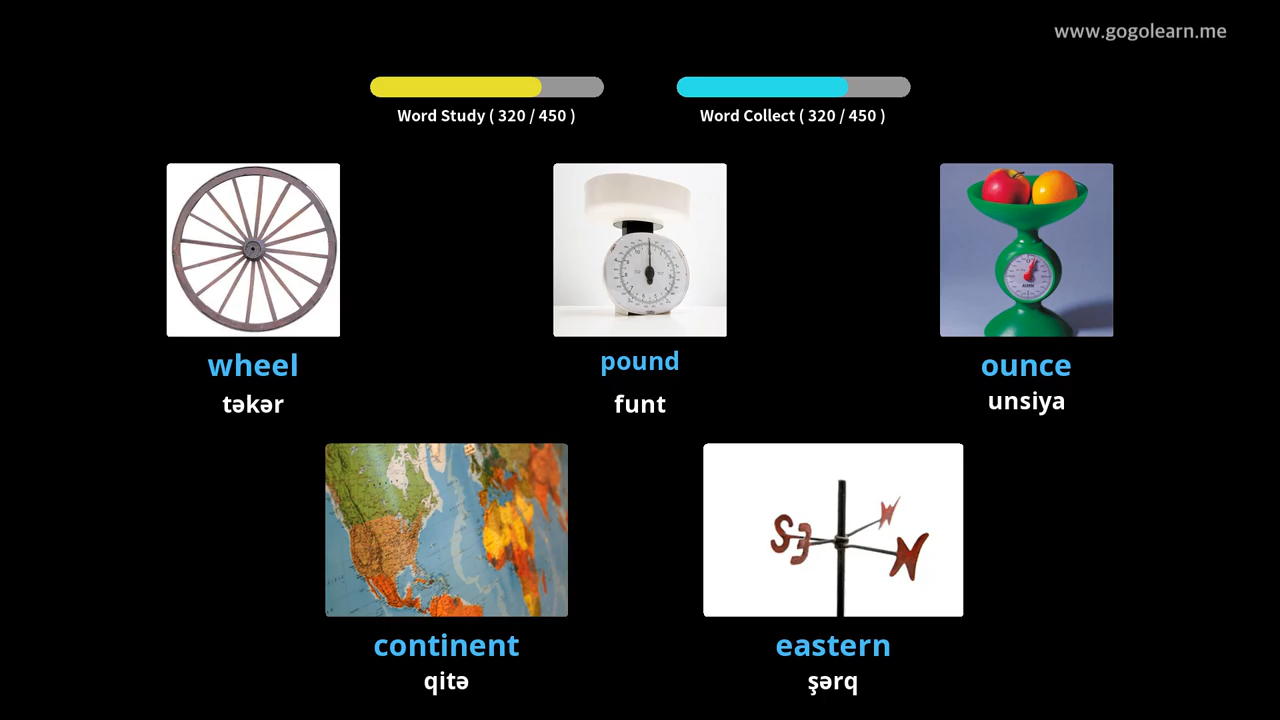 www.gogolearn.me
Word Study ( 320 / 450 )
Word Collect ( 320 / 450 )
wheel
təkər
pound
funt
ounce
unsiya
continent
qitə
S E N
eastern
şərq